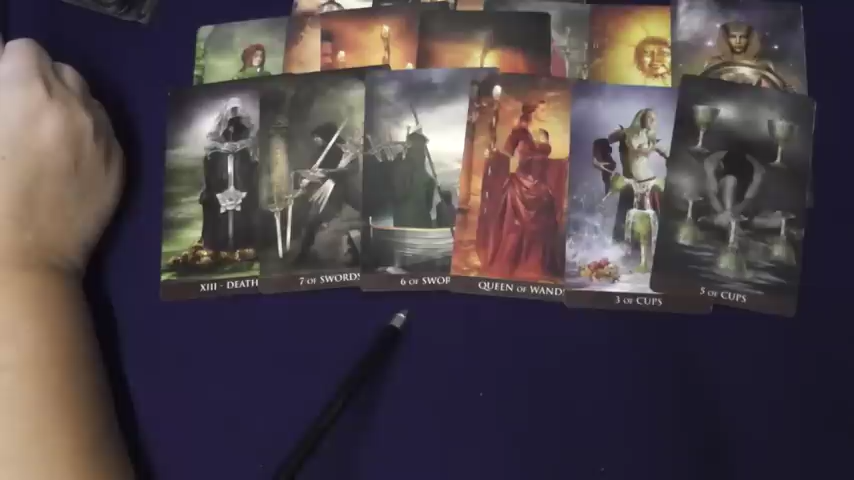 XIII - DEATH
7 OF SWORDS
6 OF SWOR
QUEEN OF WANDS
3 OF CUPS
5 OF CUPS